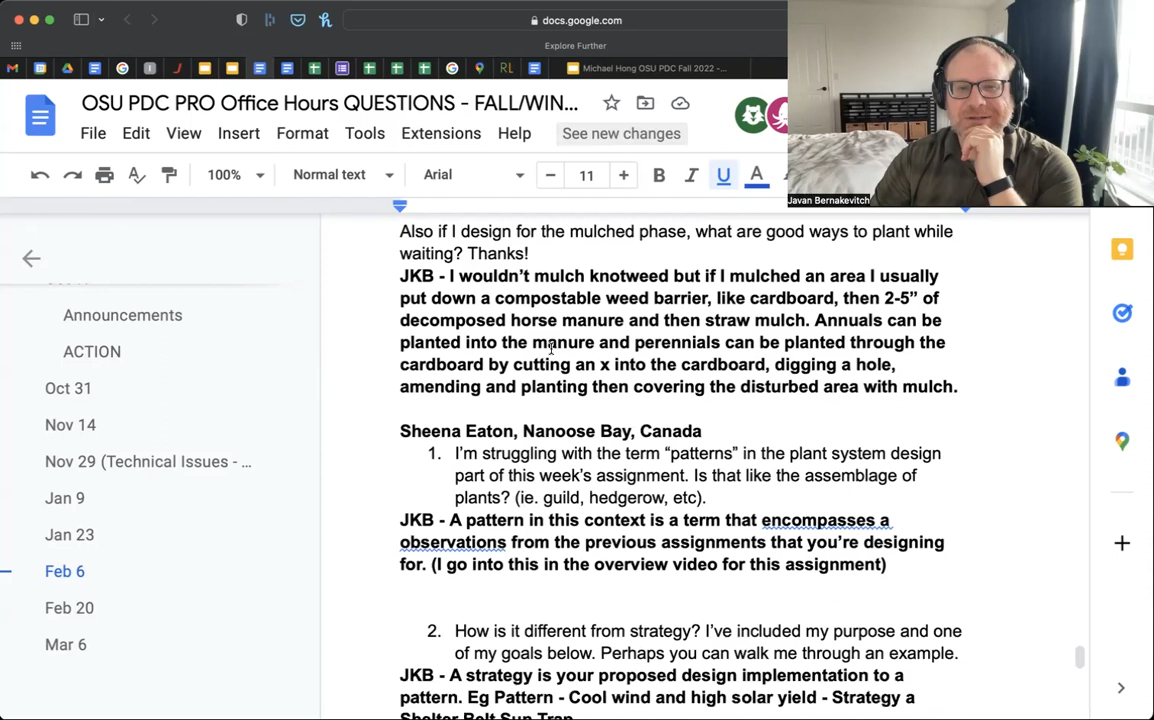 docs.google.com
Explore Further
Michael Hong OSU PDC Fall 2022 -...
OSU PDC PRO Office Hours QUESTIONS - FALL/WIN...
File Edit View Insert Format Tools Extensions Help See new changes
100% Normal text Arial 11 B I U A
Javan Bernakevitch
Announcements
ACTION
Oct 31
Nov 14
Nov 29 (Technical Issues - ...
Jan 9
Jan 23
Feb 6
Feb 20
Mar 6
Also if I design for the mulched phase, what are good ways to plant while
waiting? Thanks!
JKB - I wouldn’t mulch knotweed but if I mulched an area I usually
put down a compostable weed barrier, like cardboard, then 2-5” of
decomposed horse manure and then straw mulch. Annuals can be
planted into the manure and perennials can be planted through the
cardboard by cutting an x into the cardboard, digging a hole,
amending and planting then covering the disturbed area with mulch.
Sheena Eaton, Nanoose Bay, Canada
1. I’m struggling with the term “patterns” in the plant system design
part of this week’s assignment. Is that like the assemblage of
plants? (ie. guild, hedgerow, etc).
JKB - A pattern in this context is a term that encompasses a
observations from the previous assignments that you’re designing
for. (I go into this in the overview video for this assignment)
2. How is it different from strategy? I’ve included my purpose and one
of my goals below. Perhaps you can walk me through an example.
JKB - A strategy is your proposed design implementation to a
pattern. Eg Pattern - Cool wind and high solar yield - Strategy a
Shelter Belt Sun Trap